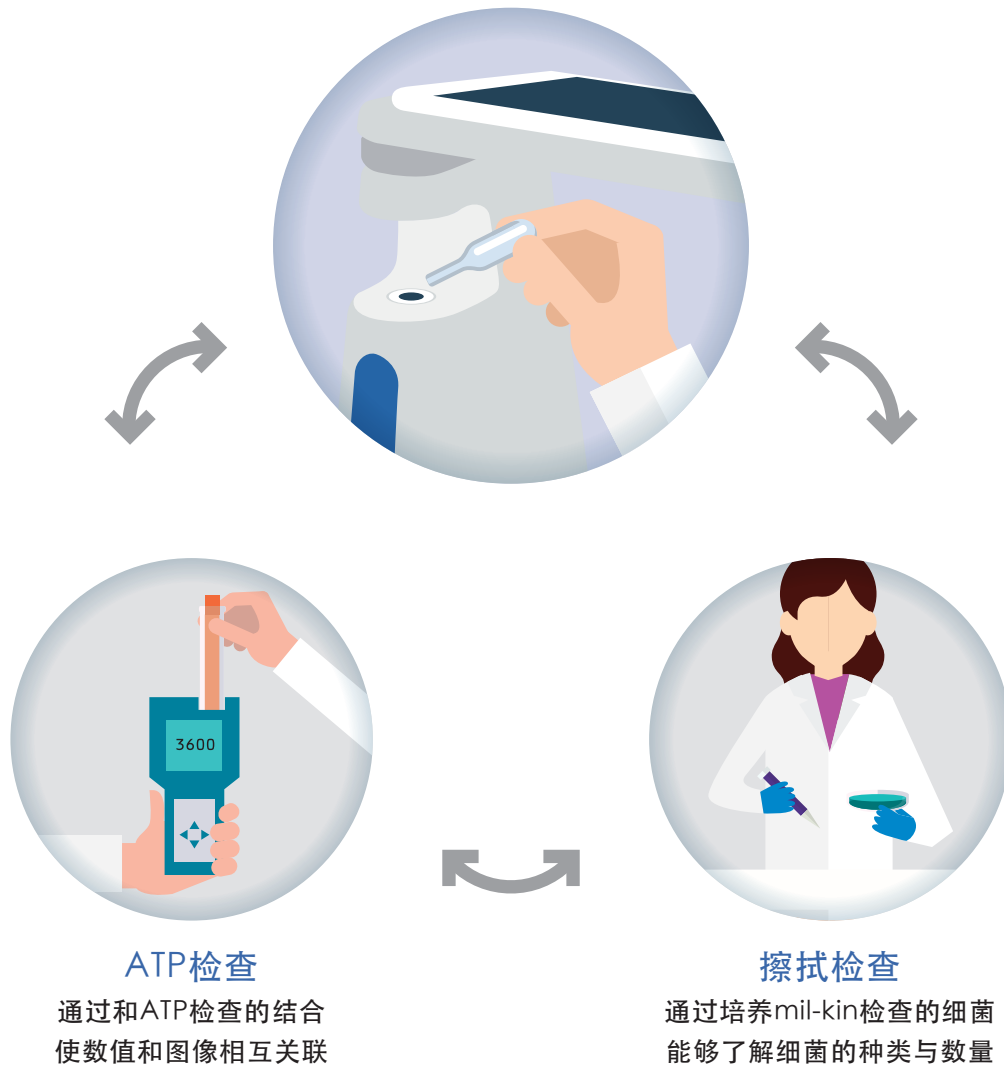 3600
ATP检查
通过和ATP检查的结合
使数值和图像相互关联
擦拭检查
通过培养mil-kin检查的细菌
能够了解细菌的种类与数量